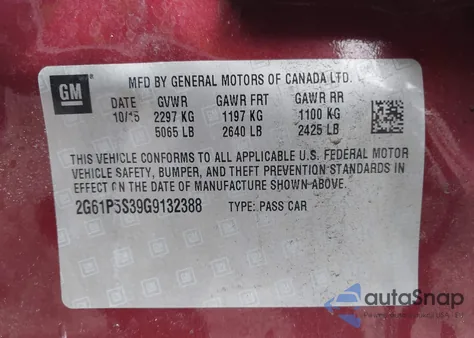 GM
MFD BY GENERAL MOTORS OF CANADA LTD.
DATE GVWR GAWR FRT GAWR RR
10/15 2297 KG 1197 KG 1100 KG
5065 LB 2640 LB 2425 LB
THIS VEHICLE CONFORMS TO ALL APPLICABLE U.S. FEDERAL MOTOR
VEHICLE SAFETY, BUMPER, AND THEFT PREVENTION STANDARDS IN
EFFECT ON THE DATE OF MANUFACTURE SHOWN ABOVE.
2G61P5S39G9132388 TYPE: PASS CAR
autoSnap